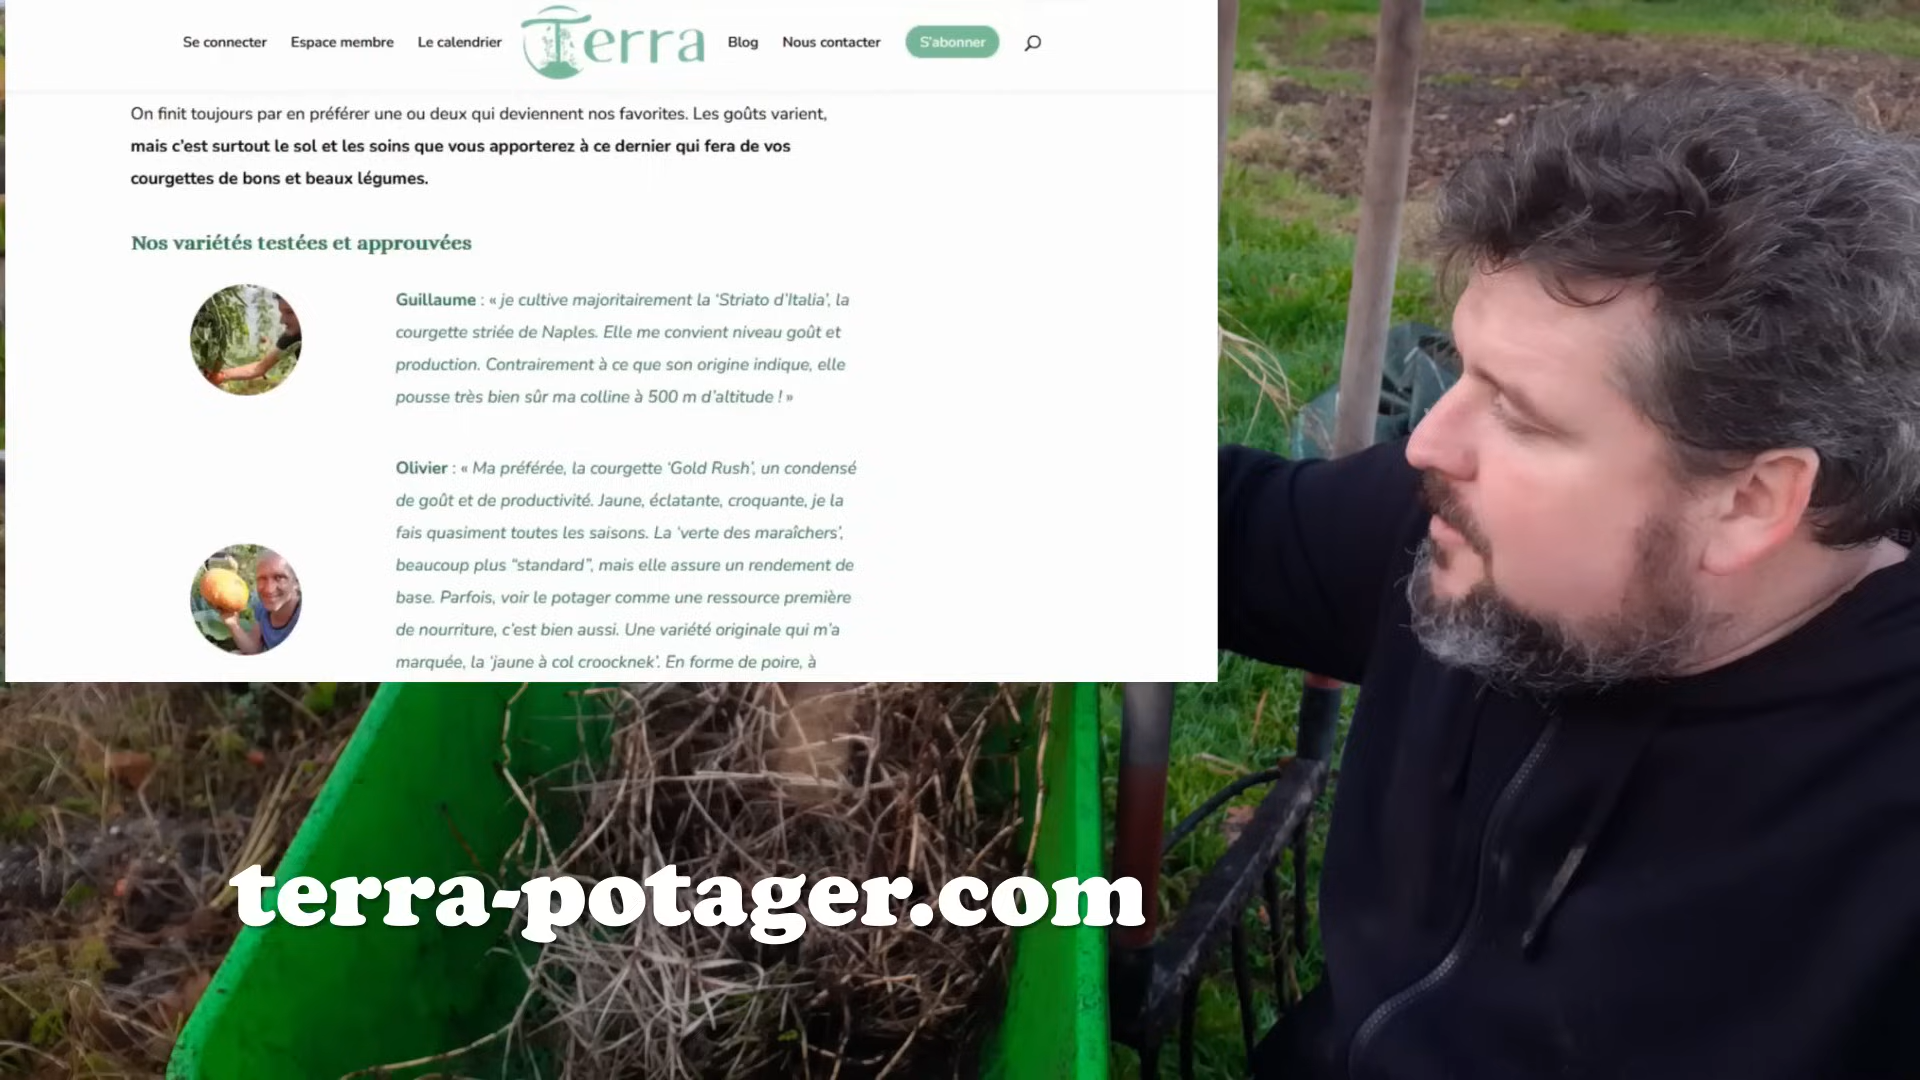 Se connecter Espace membre Le calendrier Terra Blog Nous contacter S'abonner
On finit toujours par en préférer une ou deux qui deviennent nos favorites. Les goûts varient,
mais c'est surtout le sol et les soins que vous apporterez à ce dernier qui fera de vos
courgettes de bons et beaux légumes.
Nos variétés testées et approuvées
Guillaume : « je cultive majoritairement la 'Striato d'Italia', la
courgette striée de Naples. Elle me convient niveau goût et
production. Contrairement à ce que son origine indique, elle
pousse très bien sûr ma colline à 500 m d'altitude ! »
Olivier : « Ma préférée, la courgette 'Gold Rush', un condensé
de goût et de productivité. Jaune, éclatante, croquante, je la
fais quasiment toutes les saisons. La 'verte des maraîchers',
beaucoup plus "standard", mais elle assure un rendement de
base. Parfois, voir le potager comme une ressource première
de nourriture, c'est bien aussi. Une variété originale qui m'a
marquée, la 'jaune à col croocknek'. En forme de poire, à
terra-potager.com